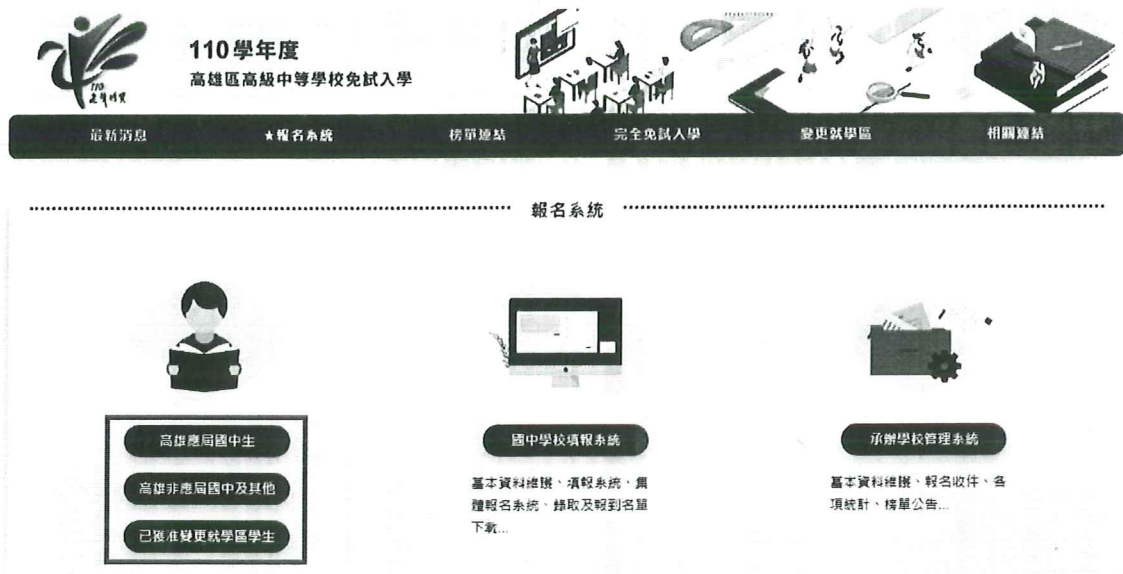 110學年度
高雄區高級中等學校免試入學
110
最新消息
★報名系統
榜單連結
完全免試入學
變更就學區
相關連結
報名系統
高雄應屆國中生
高雄非應屆國中及其他
已獲准變更就學區學生
國中學校填報系統
基本資料維護、填報系統、集
體報名系統、錄取及報到名單
下載...
承辦學校管理系統
基本資料維護、報名收件、各
項統計、榜單公告...